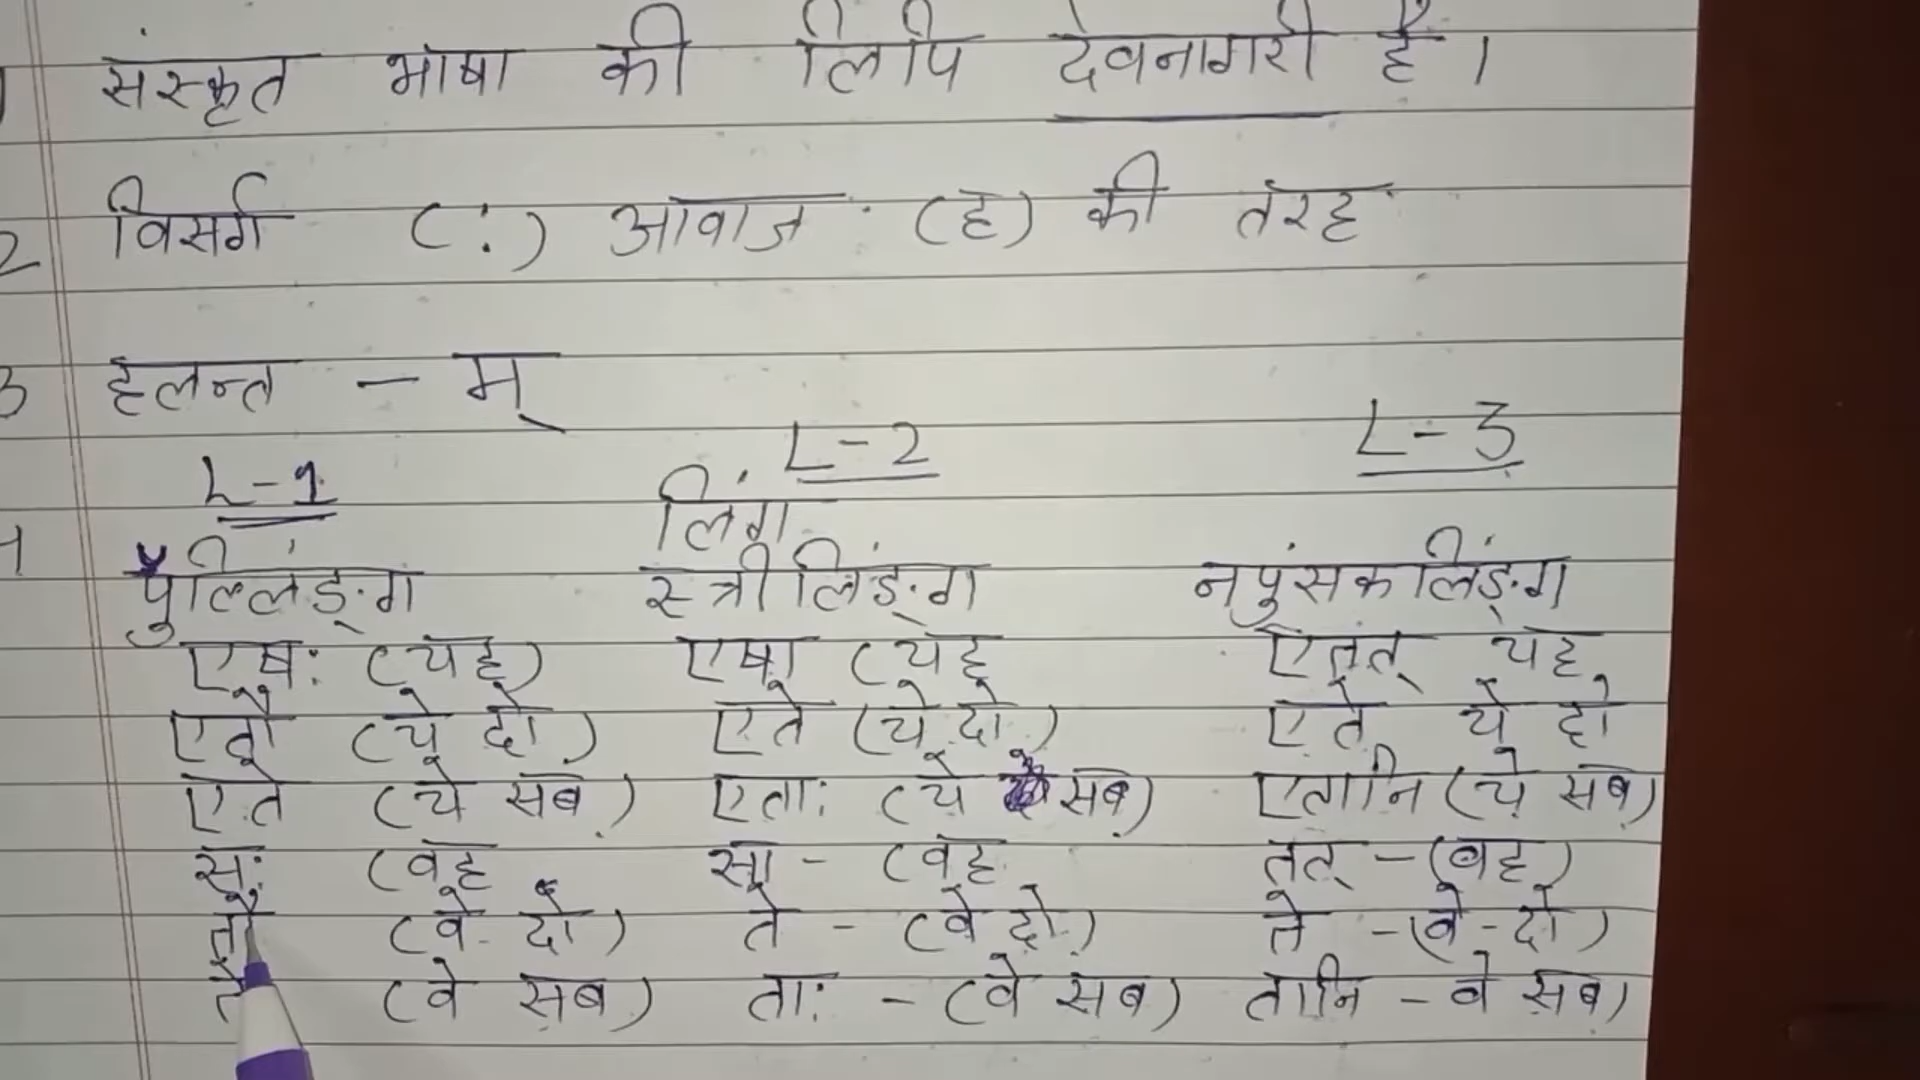 1 संस्कृत भाषा की लिपि देवनागरी है ।
2 विसर्ग (:) आवाज (ह) की तरह
3 हलन्त - म्
L-1 L-2 L-3
4 लिंग
पुल्लिङ्ग स्त्रीलिङ्ग नपुंसकलिङ्ग
एषः (यह) एषा (यह एतत् यह
एतौ (ये दो) एते (ये दो) एते ये दो
एते (ये सब) एताः (ये सब) एतानि (ये सब)
सः (वह सा - (वह तत् - (वह)
तौ (वे दो) ते - (वे दो) ते - (वे - दो)
ते (वे सब) ताः - (वे सब) तानि - वे सब)